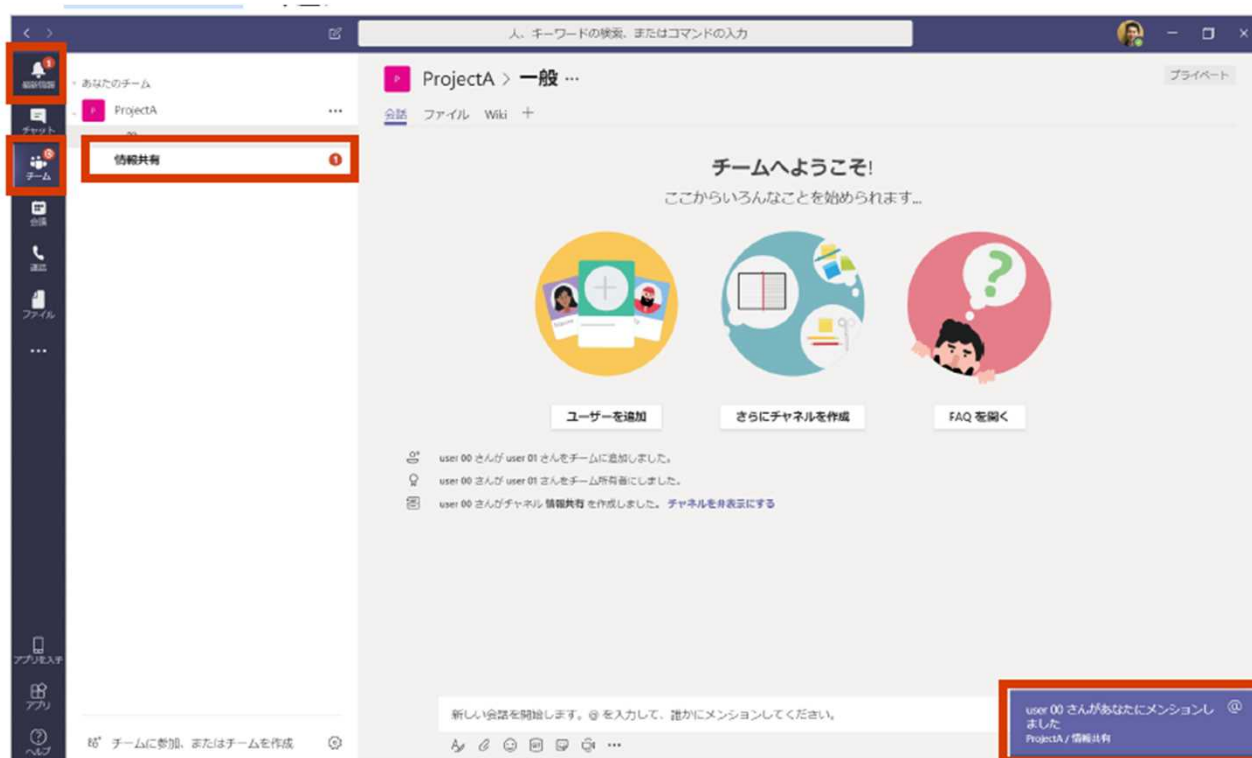 人、キーワードの検索、またはコマンドの入力
1
最新情報
チャット
チーム
会議
通話
ファイル
アプリを入手
アプリ
ヘルプ
あなたのチーム
P ProjectA
情報共有 1
チームに参加、またはチームを作成
P ProjectA > 一般 ...
プライベート
会話 ファイル Wiki +
チームへようこそ!
ここからいろんなことを始められます...
ユーザーを追加 さらにチャネルを作成 FAQ を開く
user 00 さんが user 01 さんをチームに追加しました。
user 00 さんが user 01 さんをチーム所有者にしました。
user 00 さんがチャネル 情報共有 を作成しました。 チャネルを非表示にする
新しい会話を開始します。@ を入力して、誰かにメンションしてください。
user 00 さんがあなたにメンションし @
ました
ProjectA / 情報共有